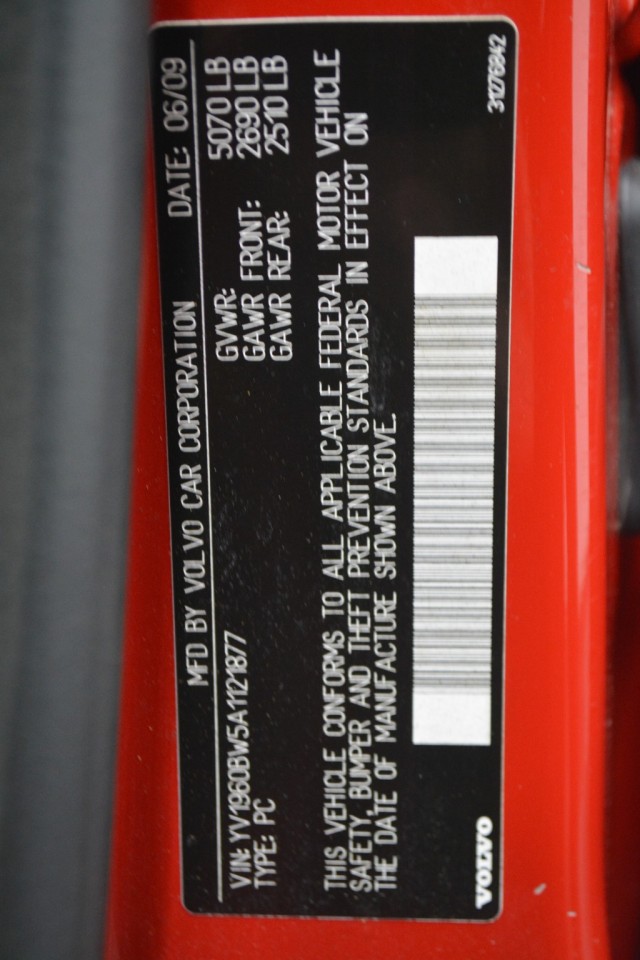 MFD BY VOLVO CAR CORPORATION DATE: 06/09
GVWR: 5070 LB
GAWR FRONT: 2690 LB
GAWR REAR: 2510 LB
VIN: YV1960BW5A1121877
TYPE: PC
THIS VEHICLE CONFORMS TO ALL APPLICABLE FEDERAL MOTOR VEHICLE
SAFETY, BUMPER AND THEFT PREVENTION STANDARDS IN EFFECT ON
THE DATE OF MANUFACTURE SHOWN ABOVE.
VOLVO 31276942